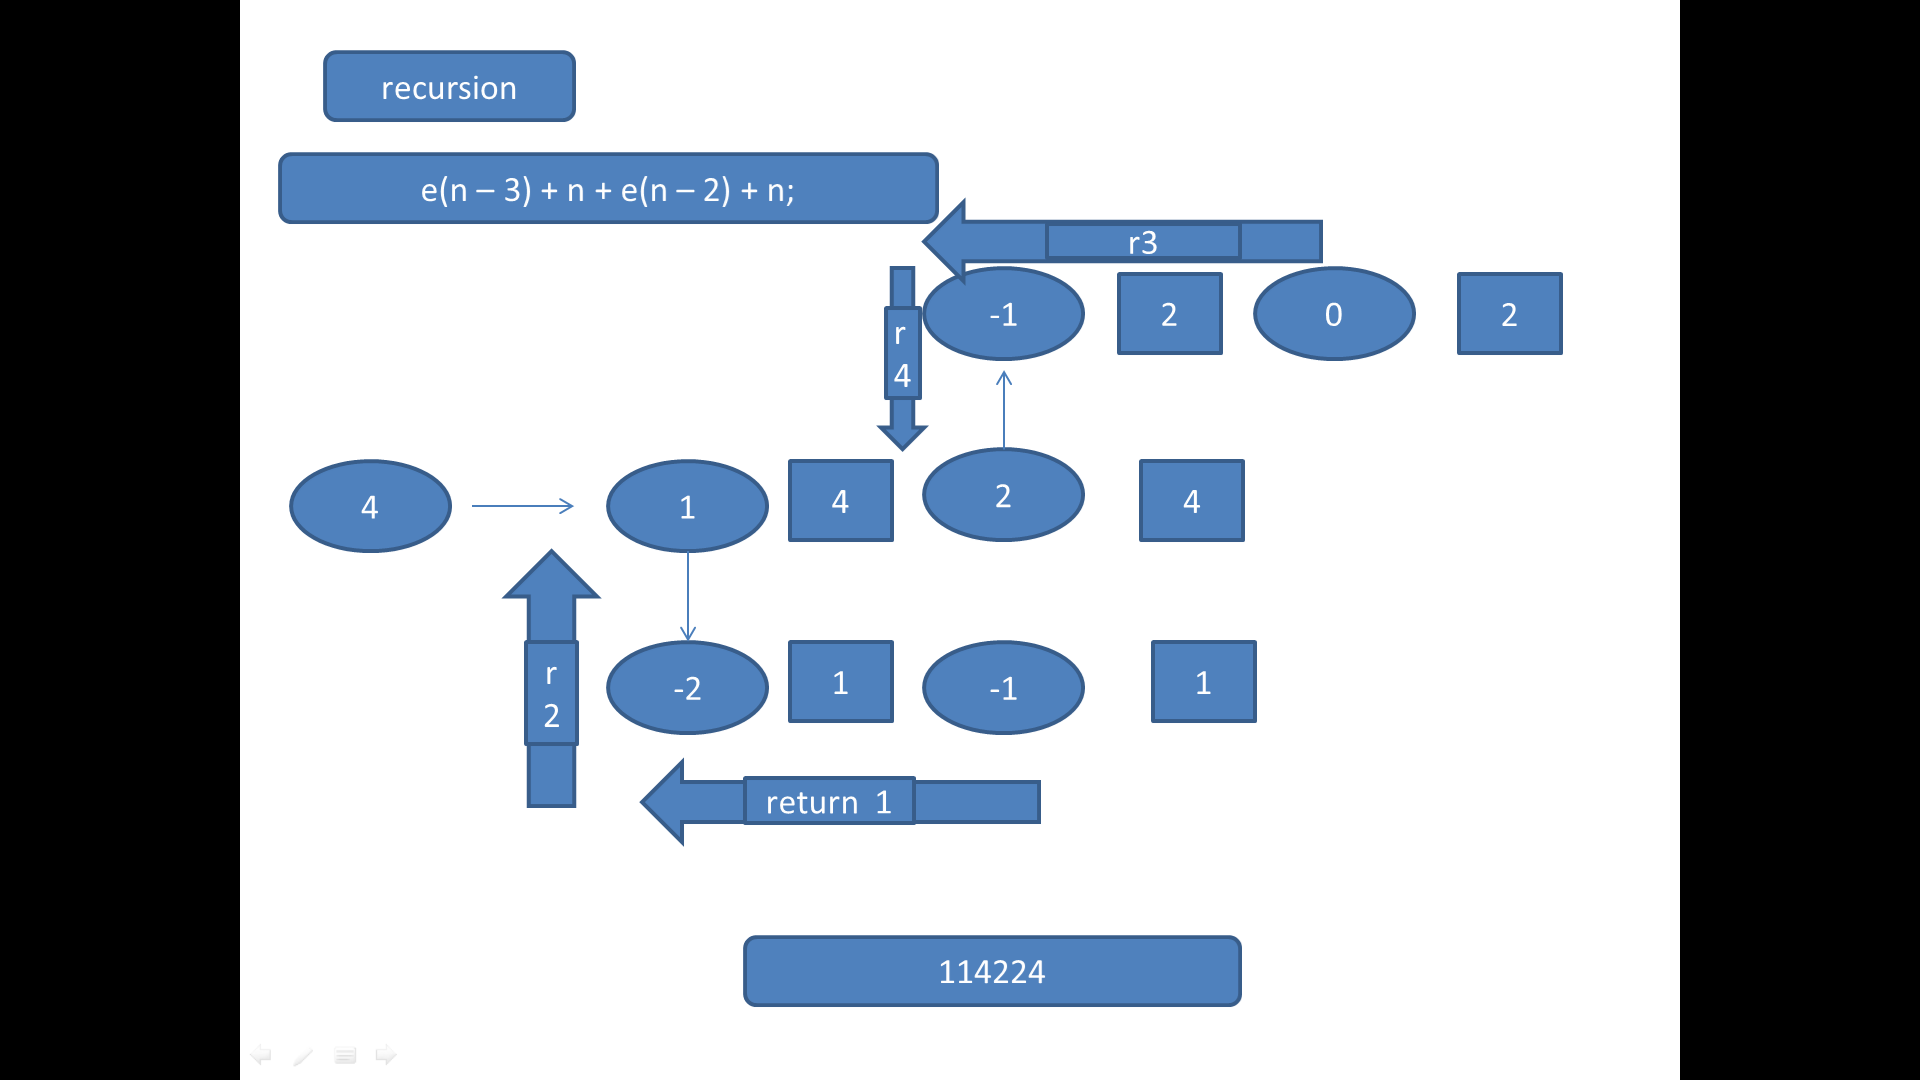 recursion
e(n – 3) + n + e(n – 2) + n;
r3
-1 2 0 2
r
4
4 1 4 2 4
r
2
-2 1 -1 1
return 1
114224